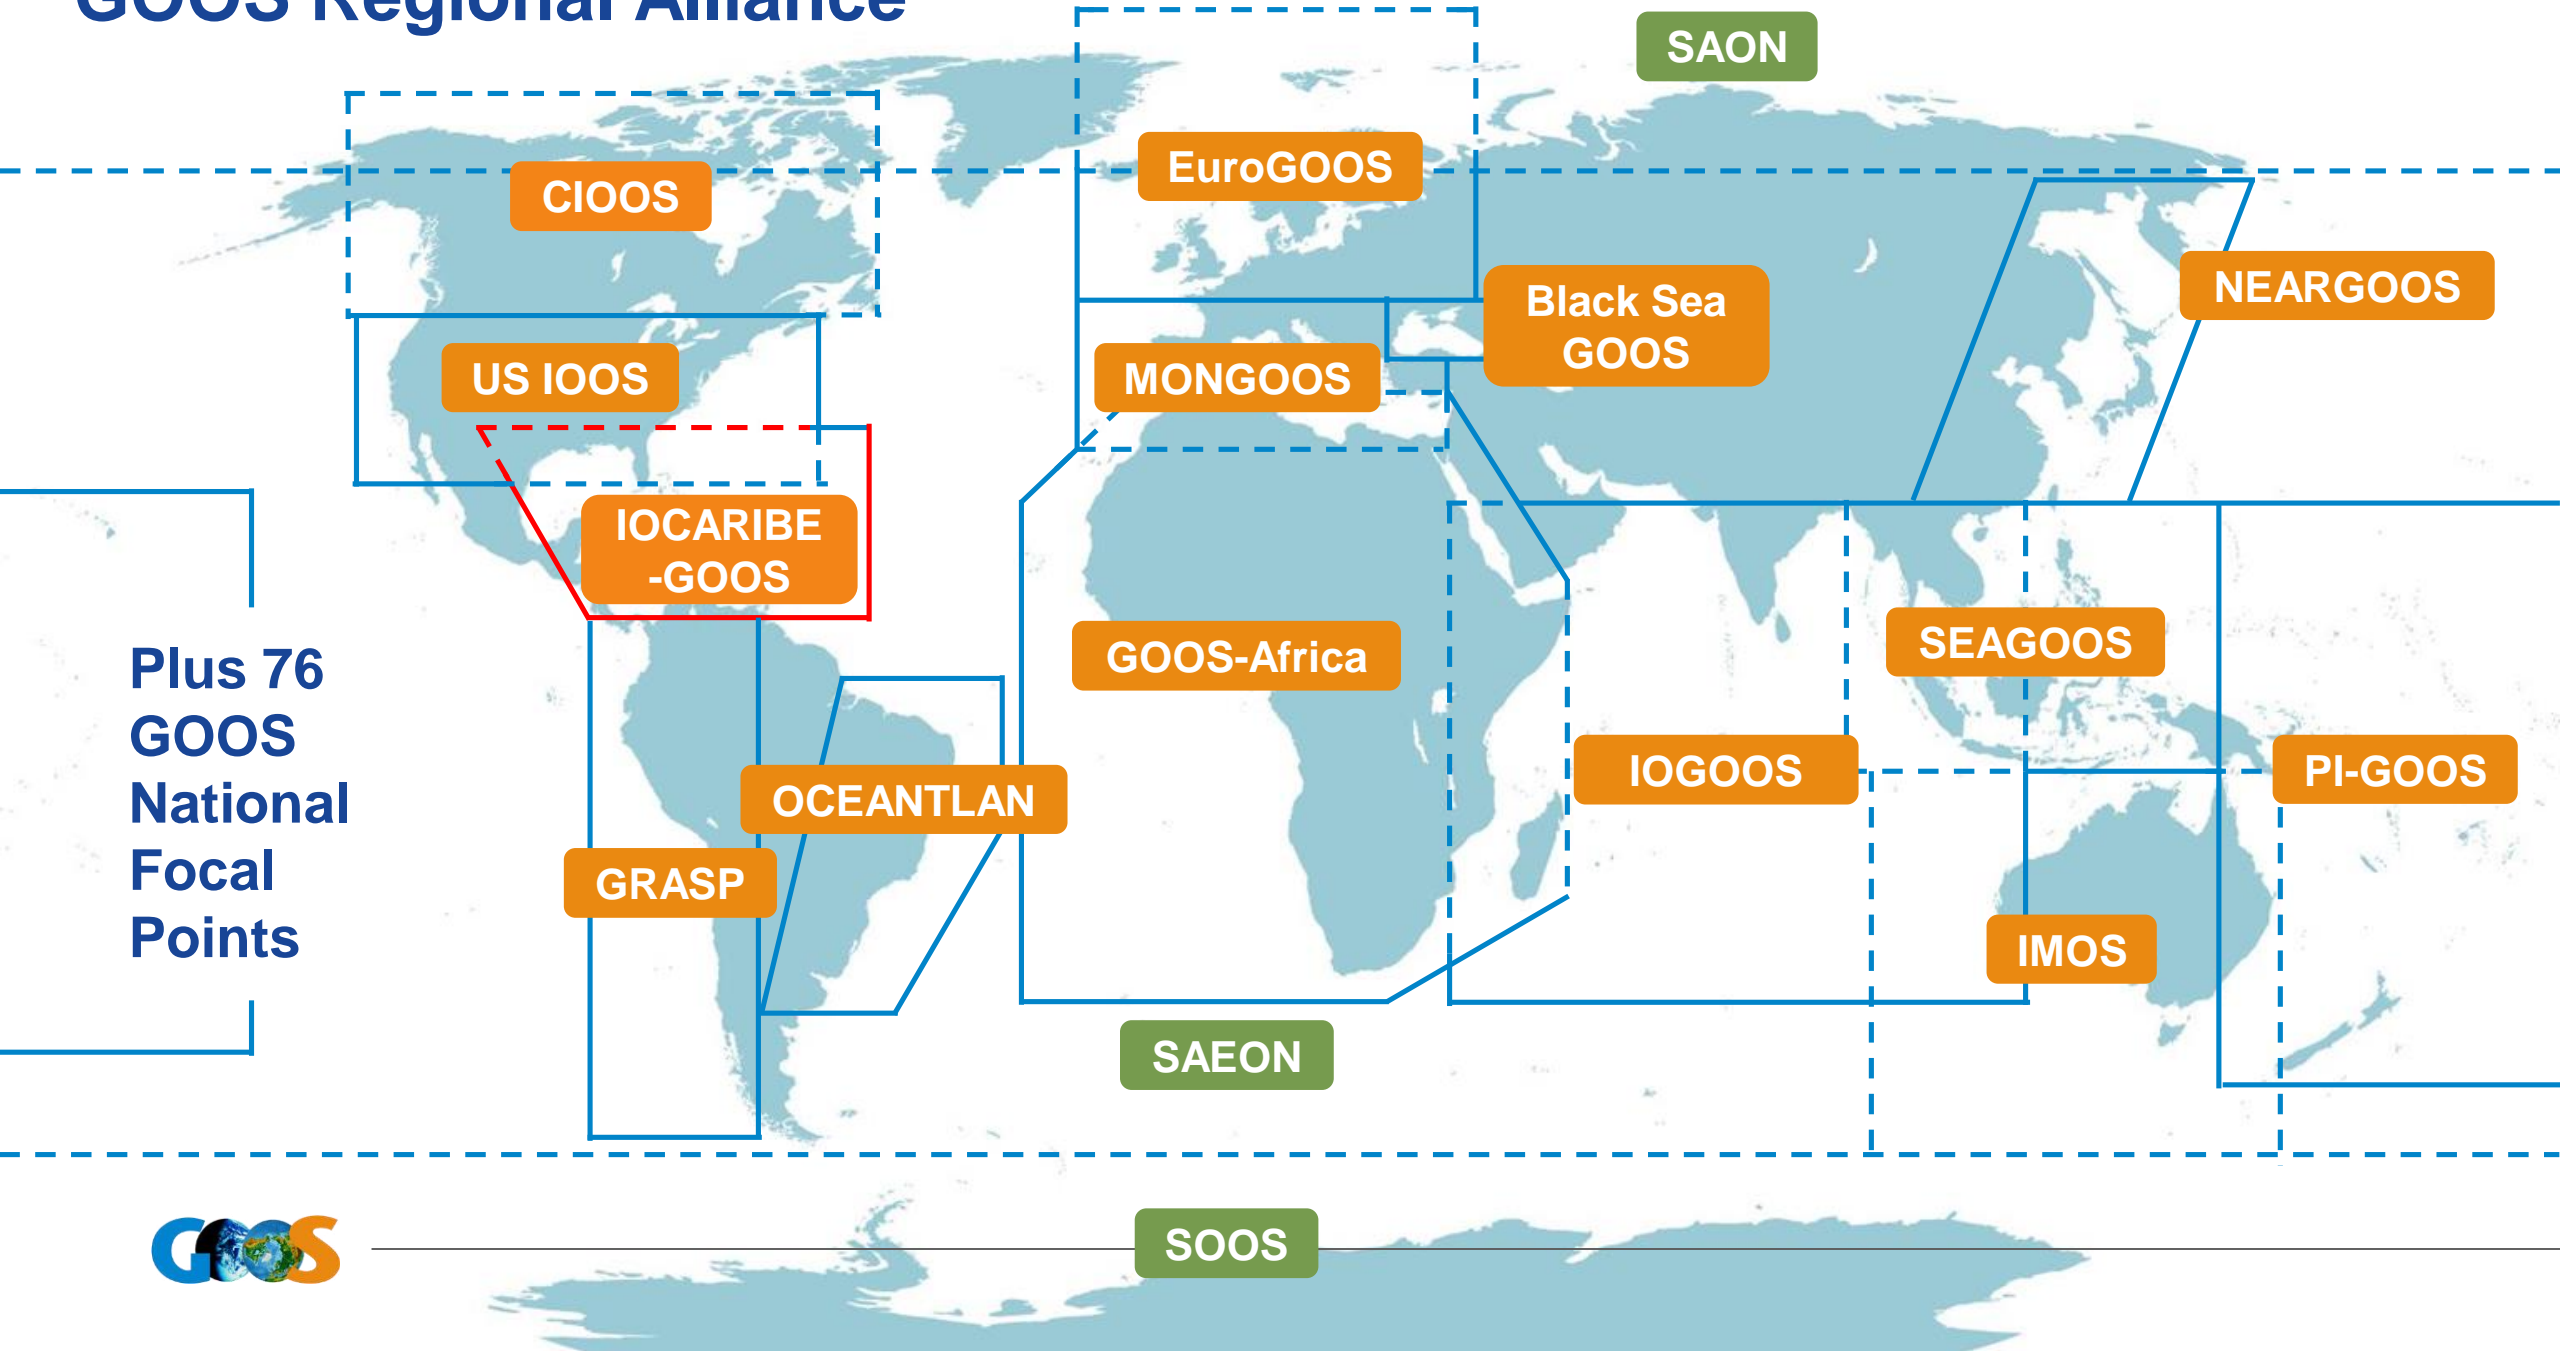 GOOS Regional Alliance
SAON
EuroGOOS
CIOOS
NEARGOOS
Black Sea
GOOS
US IOOS
MONGOOS
IOCARIBE
-GOOS
SEAGOOS
GOOS-Africa
Plus 76
GOOS
National
Focal
Points
IOGOOS
PI-GOOS
OCEANTLAN
GRASP
IMOS
SAEON
SOOS
GOOS